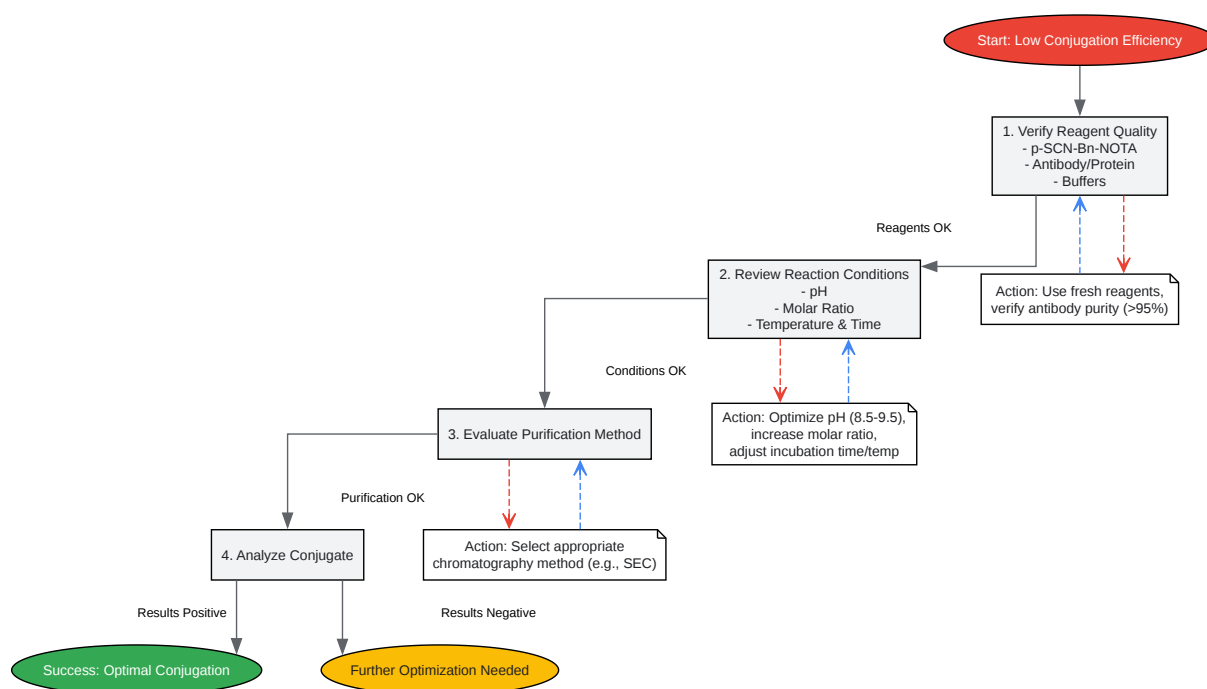 Start: Low Conjugation Efficiency
1. Verify Reagent Quality
- p-SCN-Bn-NOTA
- Antibody/Protein
- Buffers
Reagents OK
Action: Use fresh reagents,
verify antibody purity (>95%)
2. Review Reaction Conditions
- pH
- Molar Ratio
- Temperature & Time
Conditions OK
Action: Optimize pH (8.5-9.5),
increase molar ratio,
adjust incubation time/temp
3. Evaluate Purification Method
Purification OK
Action: Select appropriate
chromatography method (e.g., SEC)
4. Analyze Conjugate
Results Positive
Results Negative
Success: Optimal Conjugation
Further Optimization Needed